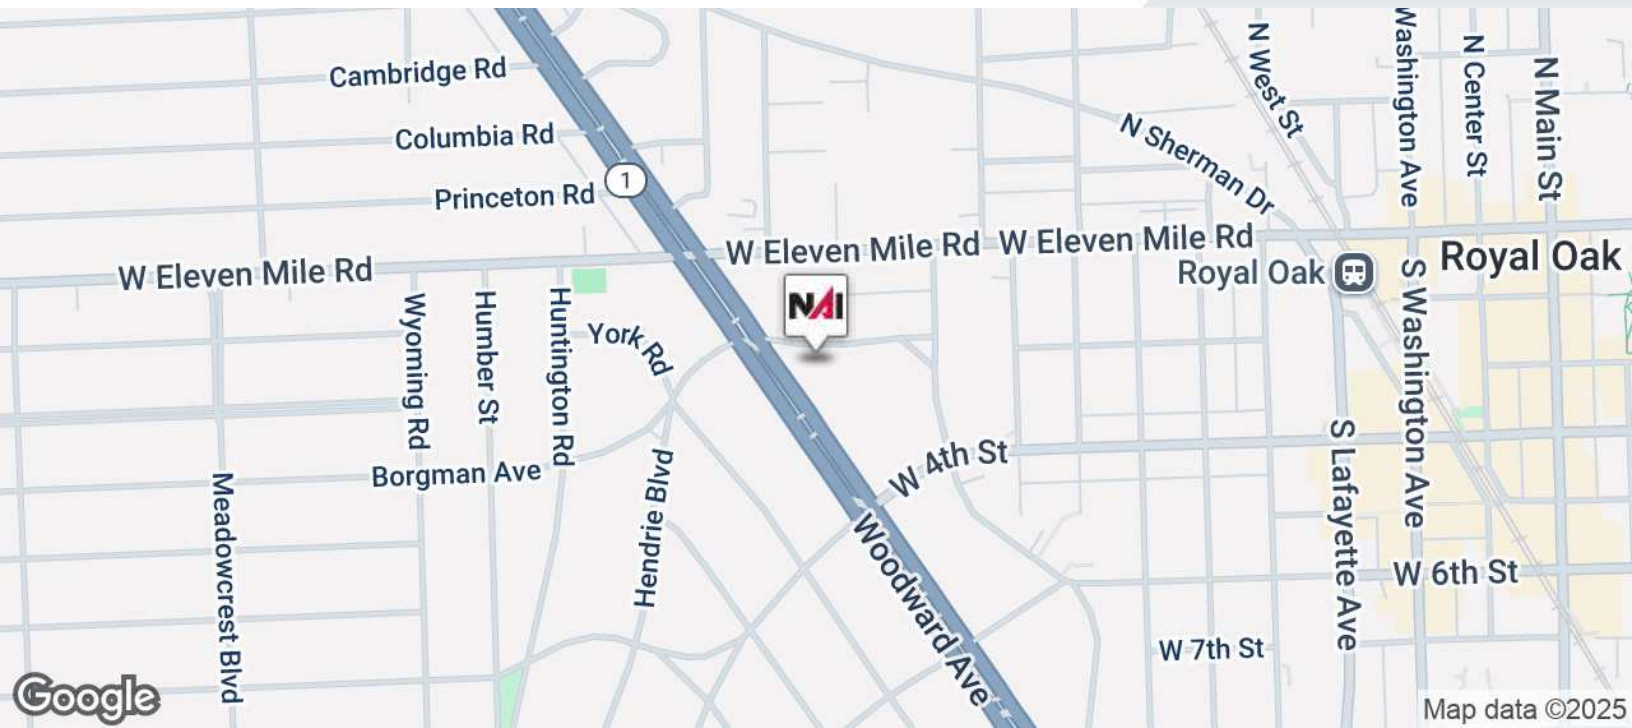 Cambridge Rd
Columbia Rd
Princeton Rd
1
N West St
Washington Ave
N Center St
N Main St
N Sherman Dr
W Eleven Mile Rd
W Eleven Mile Rd
W Eleven Mile Rd
Royal Oak
Royal Oak
NAI
Wyoming Rd
Humber St
Huntington Rd
York Rd
S Washington Ave
Borgman Ave
Hendrie Blvd
W 4th St
S Lafayette Ave
Meadowcrest Blvd
Woodward Ave
W 6th St
W 7th St
Google
Map data ©2025